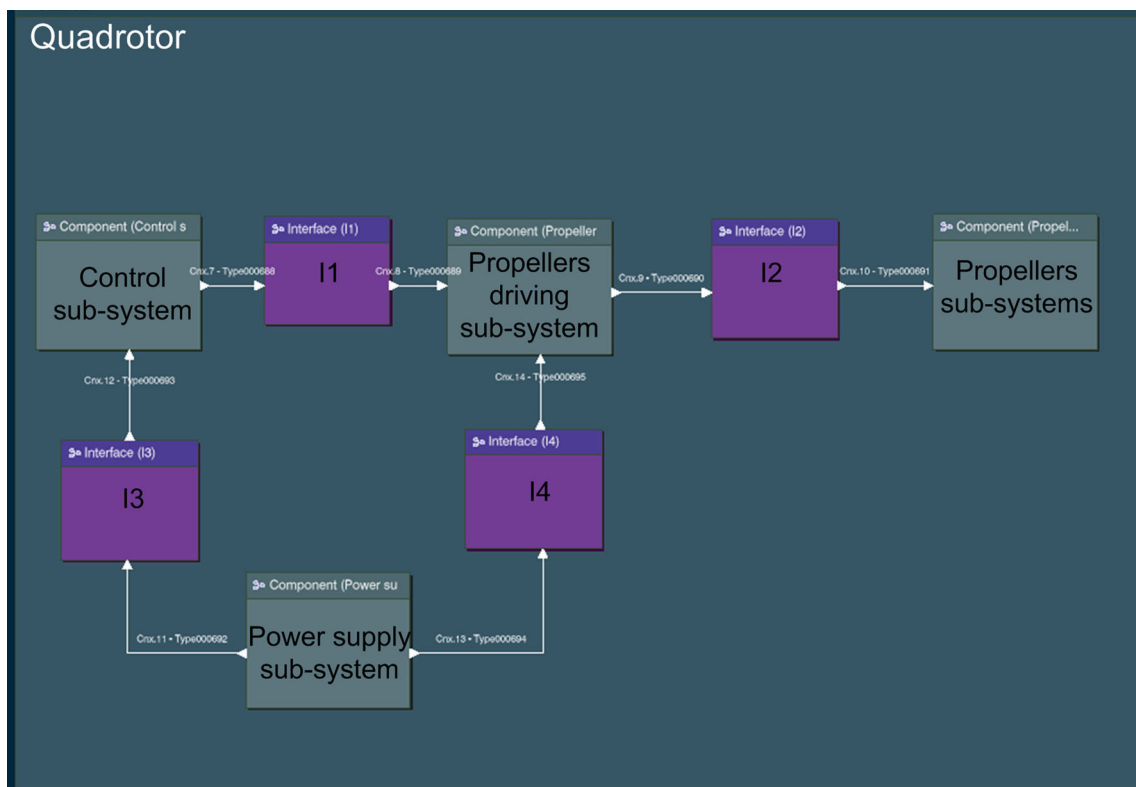 Quadrotor
Component (Control s
Control
sub-system
Cnx.7 - Type000688
Interface (I1)
I1
Cnx.8 - Type000689
Component (Propeller
Propellers
driving
sub-system
Cnx.9 - Type000690
Interface (I2)
I2
Cnx.10 - Type000691
Component (Propel...
Propellers
sub-systems
Cnx.12 - Type000693
Cnx.14 - Type000695
Interface (I3)
I3
Interface (I4)
I4
Cnx.11 - Type000692
Component (Power su
Power supply
sub-system
Cnx.13 - Type000694